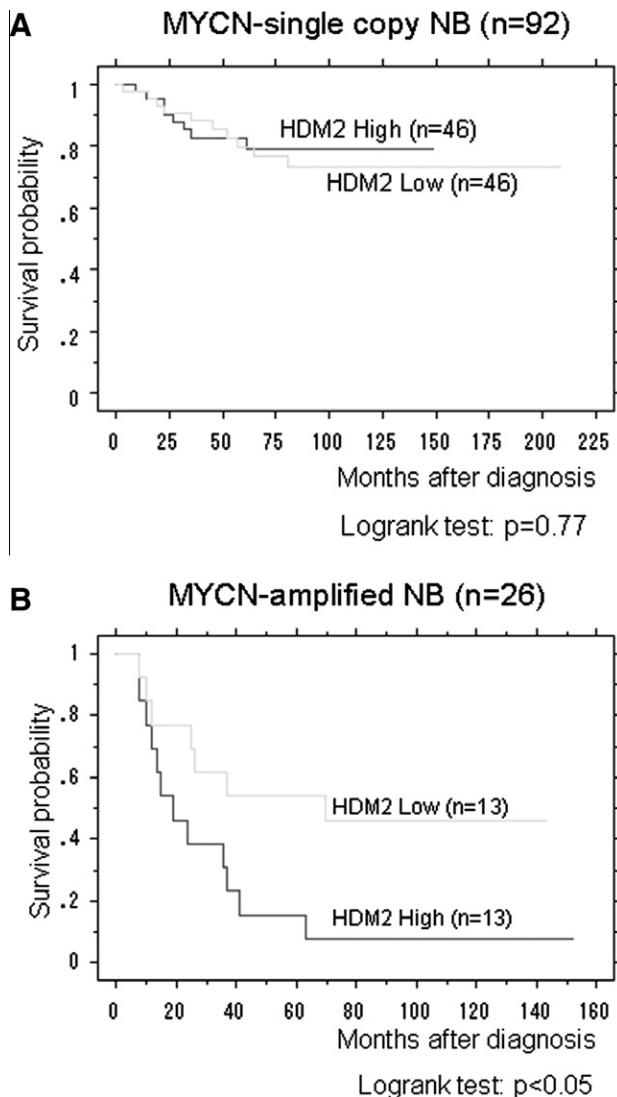 A
MYCN-single copy NB (n=92)
Survival probability
1
.8
.6
.4
.2
0
HDM2 High (n=46)
HDM2 Low (n=46)
0 25 50 75 100 125 150 175 200 225
Months after diagnosis
Logrank test: p=0.77
B
MYCN-amplified NB (n=26)
Survival probability
1
.8
.6
.4
.2
0
HDM2 Low (n=13)
HDM2 High (n=13)
0 20 40 60 80 100 120 140 160
Months after diagnosis
Logrank test: p<0.05